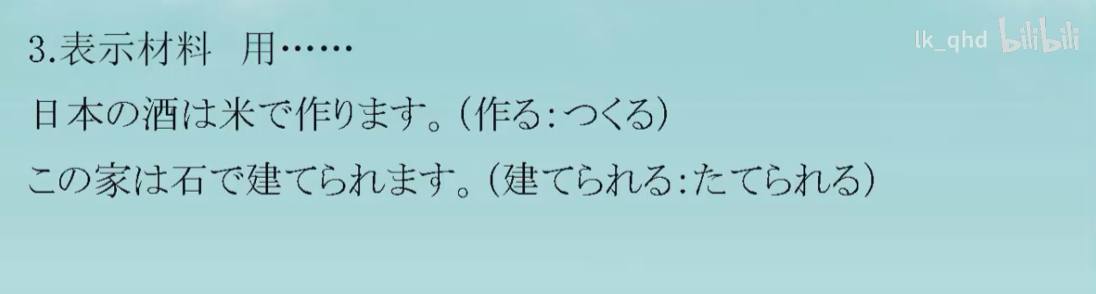 3.表示材料　用……
lk_qhd bilibili
日本の酒は米で作ります。(作る:つくる)
この家は石で建てられます。(建てられる:たてられる)